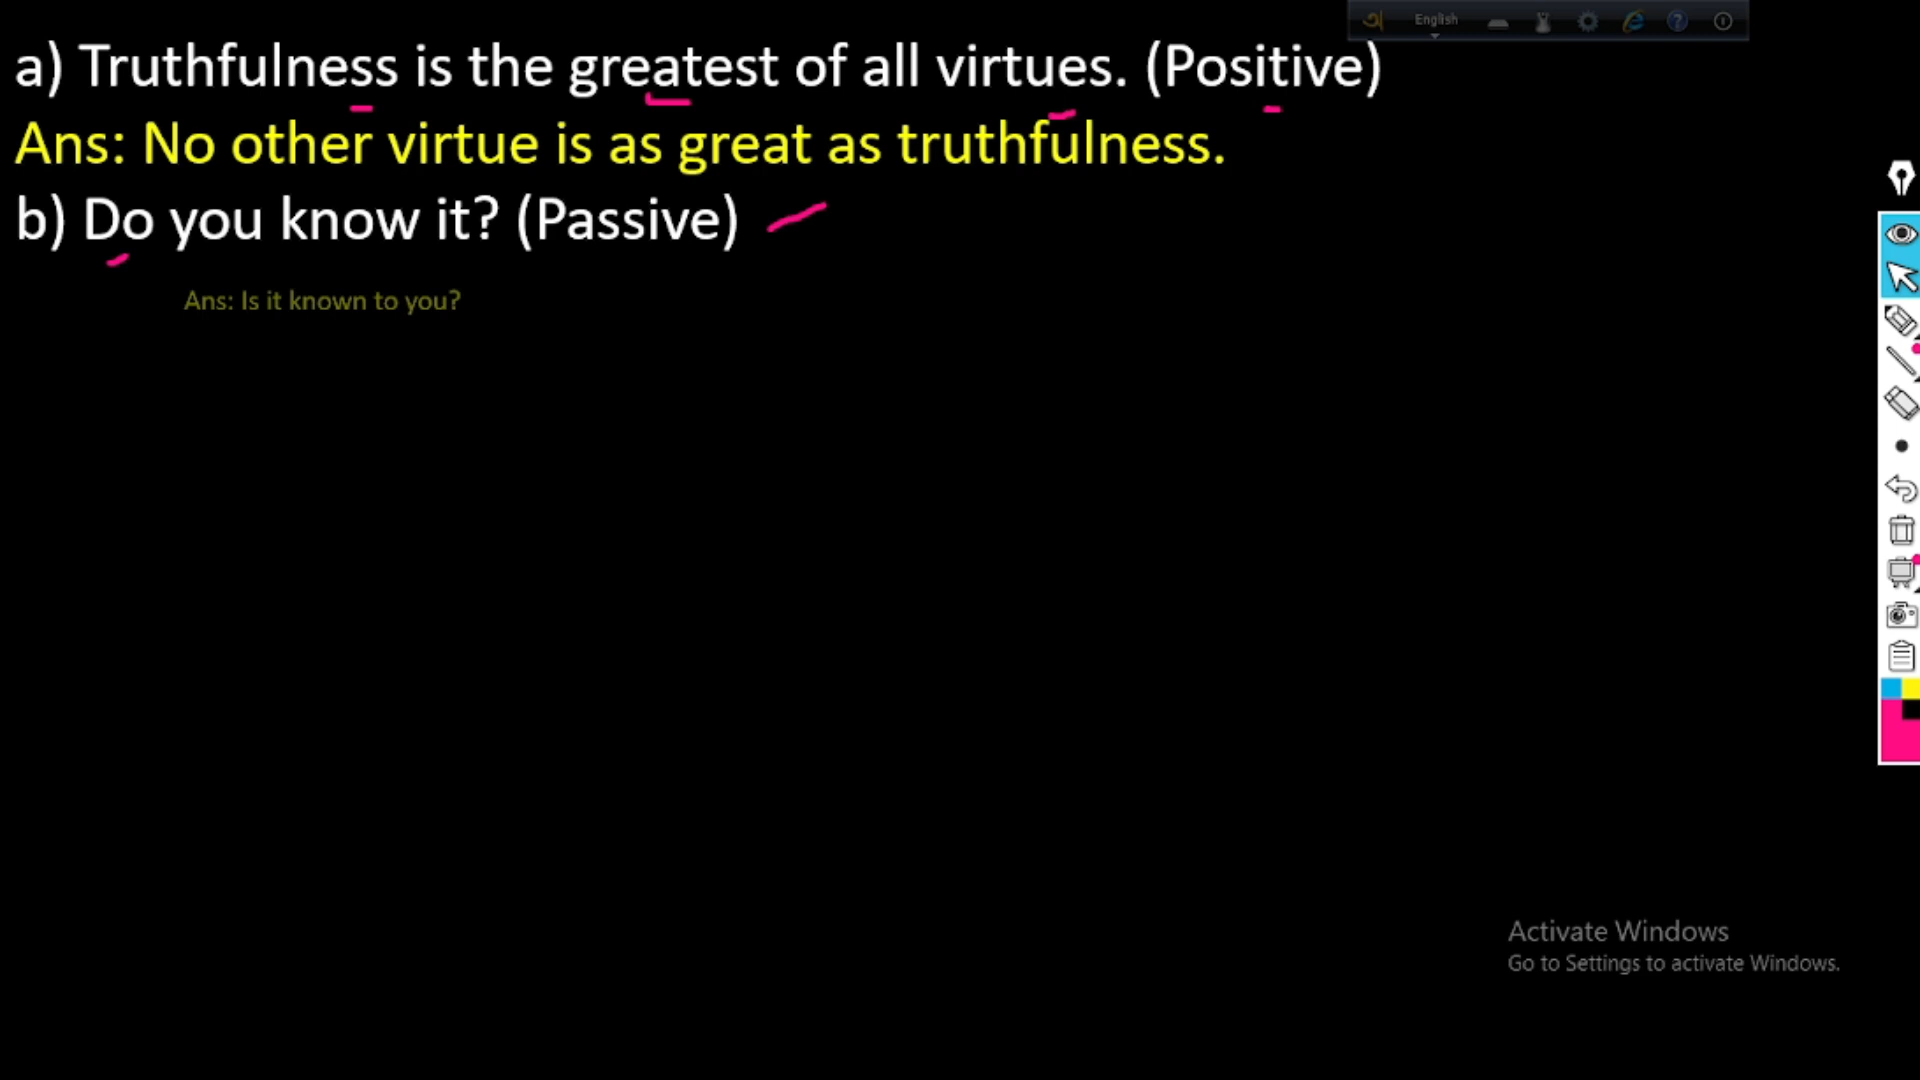 English
a) Truthfulness is the greatest of all virtues. (Positive)
Ans: No other virtue is as great as truthfulness.
b) Do you know it? (Passive)
Ans: Is it known to you?
Activate Windows
Go to Settings to activate Windows.